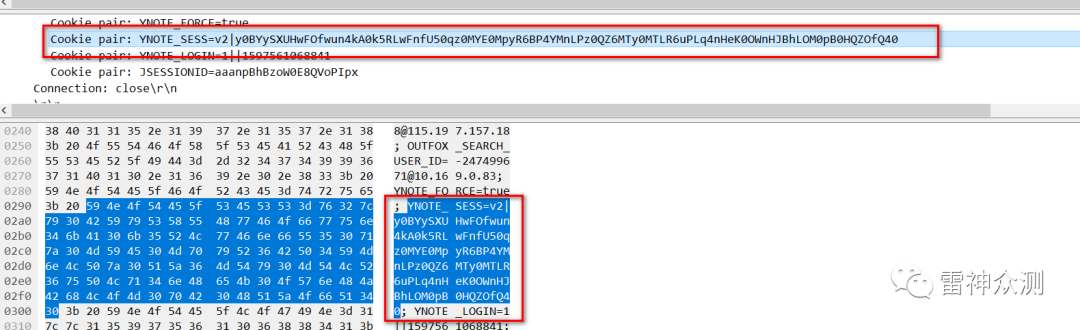 Cookie pair: YNOTE_FORCE=true
Cookie pair: YNOTE_SESS=v2|y0BYySXUHwFOfwun4kA0k5RLwFnfU50qz0MYE0MpyR6BP4YMnLPz0QZ6MTy0MTLR6uPLq4nHeK0OWnHJBhLOM0pB0HQZOfQ40
Cookie pair: YNOTE_LOGIN=1||1597561068841
Cookie pair: JSESSIONID=aaanpBhBzoW0E8QVoPIpx
Connection: close\r\n
\r\n
0240 38 40 31 31 35 2e 31 39 37 2e 31 35 37 2e 31 38 8@115.19 7.157.18
0250 3b 20 4f 55 54 46 4f 58 5f 53 45 41 52 43 48 5f ; OUTFOX _SEARCH_
0260 55 53 45 52 5f 49 44 3d 2d 32 34 37 34 39 39 36 USER_ID= -2474996
0270 37 31 40 31 30 2e 31 36 39 2e 30 2e 38 33 3b 20 71@10.16 9.0.83;
0280 59 4e 4f 54 45 5f 46 4f 52 43 45 3d 74 72 75 65 YNOTE_FO RCE=true
0290 3b 20 59 4e 4f 54 45 5f 53 45 53 53 3d 76 32 7c ; YNOTE_ SESS=v2|
02a0 79 30 42 59 79 53 58 55 48 77 46 4f 66 77 75 6e y0BYySXU HwFOfwun
02b0 34 6b 41 30 6b 35 52 4c 77 46 6e 66 55 35 30 71 4kA0k5RL wFnfU50q
02c0 7a 30 4d 59 45 30 4d 70 79 52 36 42 50 34 59 4d z0MYE0Mp yR6BP4YM
02d0 6e 4c 50 7a 30 51 5a 36 4d 54 79 30 4d 54 4c 52 nLPz0QZ6 MTy0MTLR
02e0 36 75 50 4c 71 34 6e 48 65 4b 30 4f 57 6e 48 4a 6uPLq4nH eK0OWnHJ
02f0 42 68 4c 4f 4d 30 70 42 30 48 51 5a 4f 66 51 34 BhLOM0pB 0HQZOfQ4
0300 30 3b 20 59 4e 4f 54 45 5f 4c 4f 47 49 4e 3d 31 0; YNOTE _LOGIN=1
0310 7c 7c 31 35 39 37 35 36 31 30 36 38 38 34 31 3b ||159756 1068841;
雷神众测